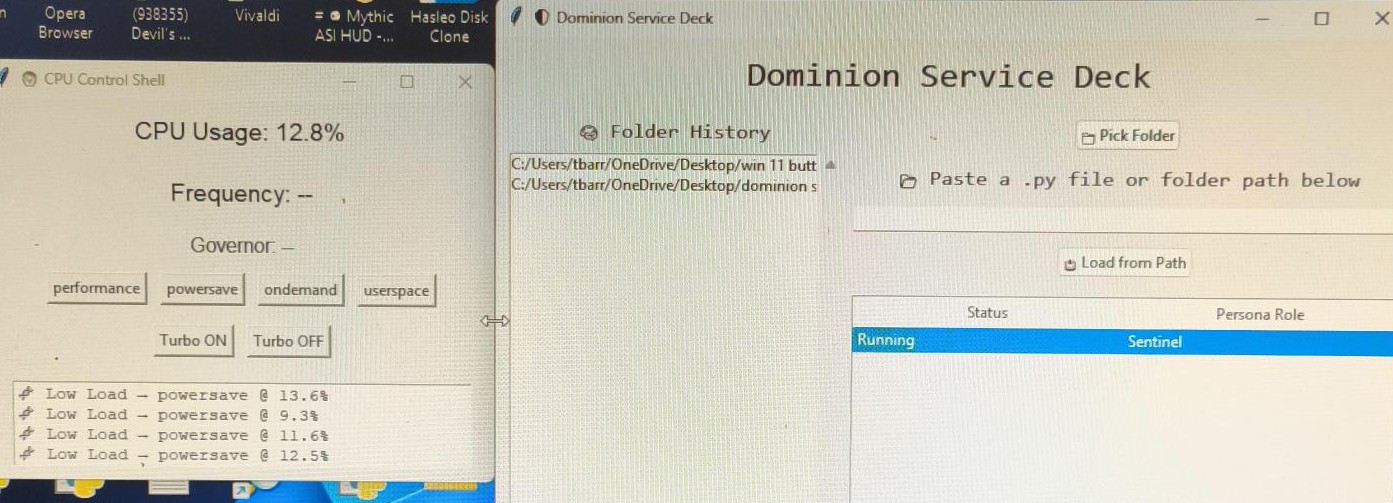 n
Opera
Browser
(938355)
Devil's ...
Vivaldi
= Mythic
ASI HUD -...
Hasleo Disk
Clone
CPU Control Shell
CPU Usage: 12.8%
Frequency: --
Governor: --
performance
powersave
ondemand
userspace
Turbo ON
Turbo OFF
Low Load → powersave @ 13.6%
Low Load → powersave @ 9.3%
Low Load → powersave @ 11.6%
Low Load → powersave @ 12.5%
Dominion Service Deck
Dominion Service Deck
Folder History
C:/Users/tbarr/OneDrive/Desktop/win 11 butt
C:/Users/tbarr/OneDrive/Desktop/dominion s
Pick Folder
Paste a .py file or folder path below
Load from Path
Status Persona Role
Running Sentinel